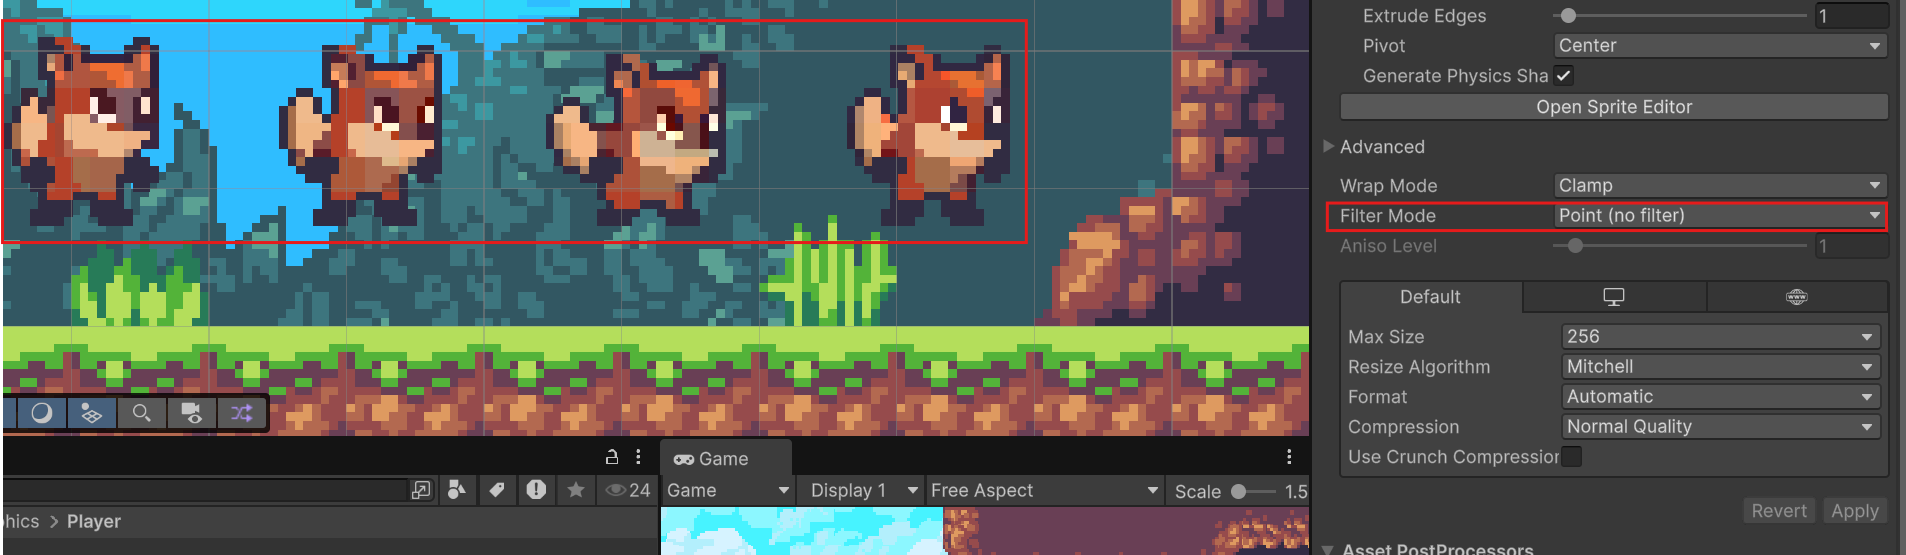 Extrude Edges 1
Pivot Center
Generate Physics Sha
Open Sprite Editor
Advanced
Wrap Mode Clamp
Filter Mode Point (no filter)
Aniso Level 1
Default www
Max Size 256
Resize Algorithm Mitchell
Format Automatic
Compression Normal Quality
Use Crunch Compression
Revert Apply
Asset PostProcessors
Game
24 Game Display 1 Free Aspect Scale 1.5
hics > Player